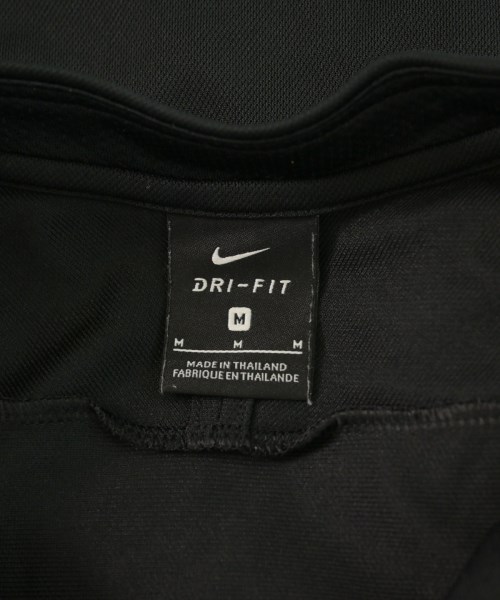 DRI-FIT
M
M M M
MADE IN THAILAND
FABRIQUE EN THAILANDE